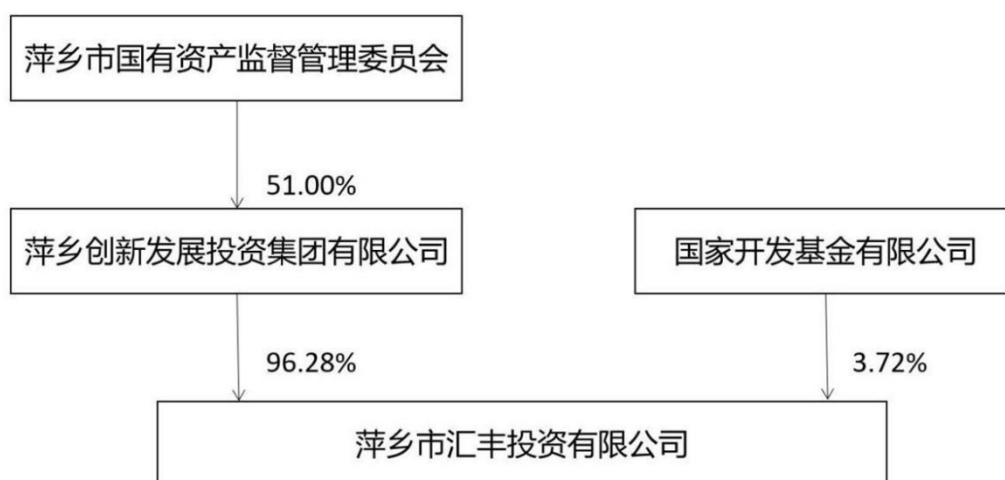 萍乡市国有资产监督管理委员会
51.00%
萍乡创新发展投资集团有限公司
国家开发基金有限公司
96.28%
3.72%
萍乡市汇丰投资有限公司